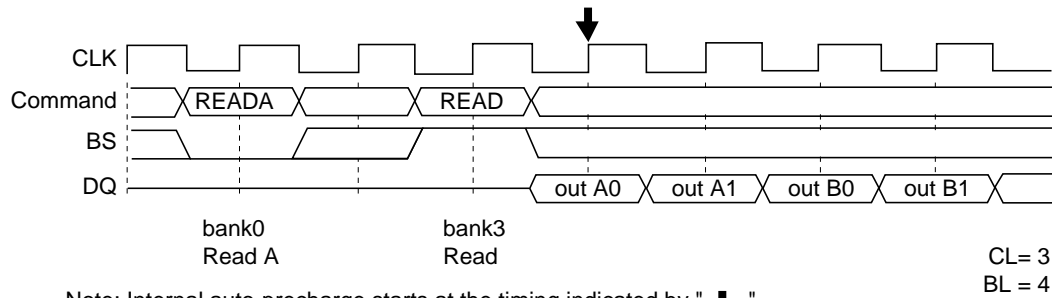 CLK
Command READA READ
BS
DQ out A0 out A1 out B0 out B1
bank0 bank3
Read A Read
CL= 3
BL = 4
Note: Internal auto-precharge starts at the timing indicated by " ".